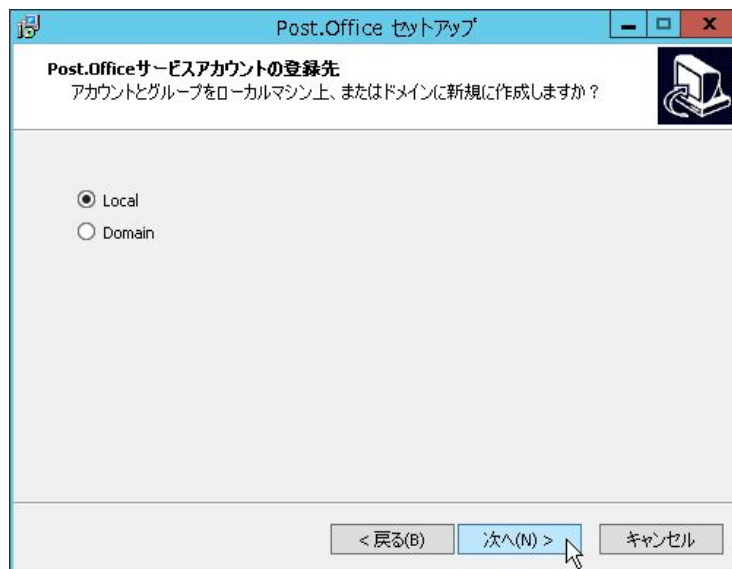 Post.Office セットアップ
Post.Officeサービスアカウントの登録先
アカウントとグループをローカルマシン上、またはドメインに新規に作成しますか？
Local
Domain
< 戻る(B)
次へ(N) >
キャンセル